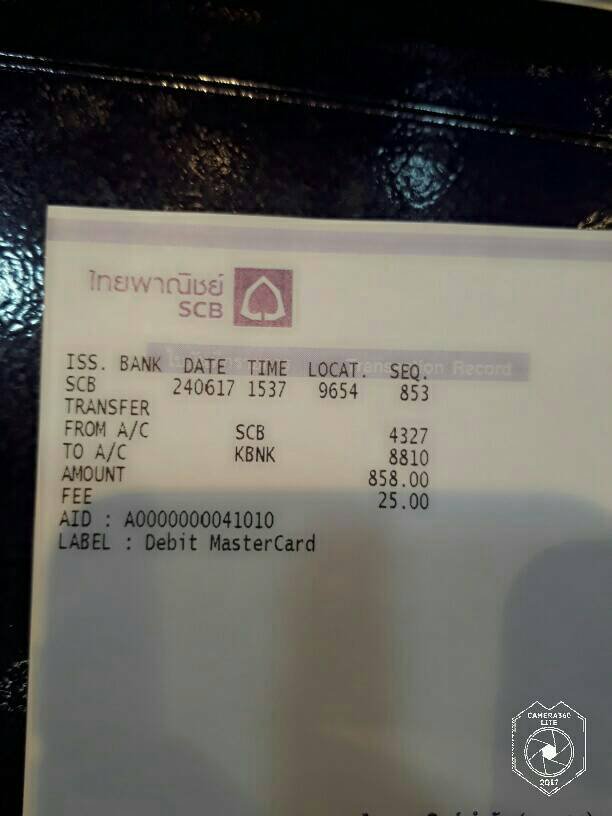 ไทยพาณิชย์
SCB
Transaction Record
ISS. BANK DATE TIME LOCAT. SEQ.
SCB 240617 1537 9654 853
TRANSFER
FROM A/C SCB 4327
TO A/C KBNK 8810
AMOUNT 858.00
FEE 25.00
AID : A0000000041010
LABEL : Debit MasterCard
CAMERA360
LITE
2017